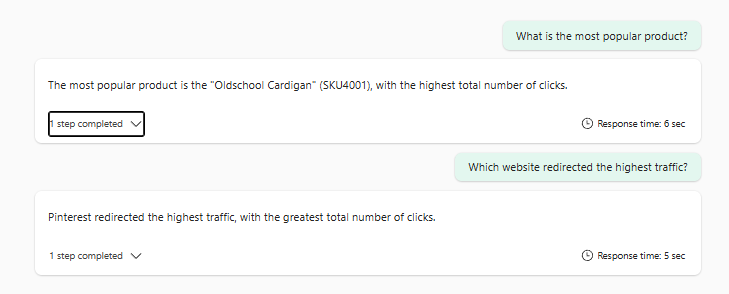 What is the most popular product?
The most popular product is the "Oldschool Cardigan" (SKU4001), with the highest total number of clicks.
1 step completed
Response time: 6 sec
Which website redirected the highest traffic?
Pinterest redirected the highest traffic, with the greatest total number of clicks.
1 step completed
Response time: 5 sec